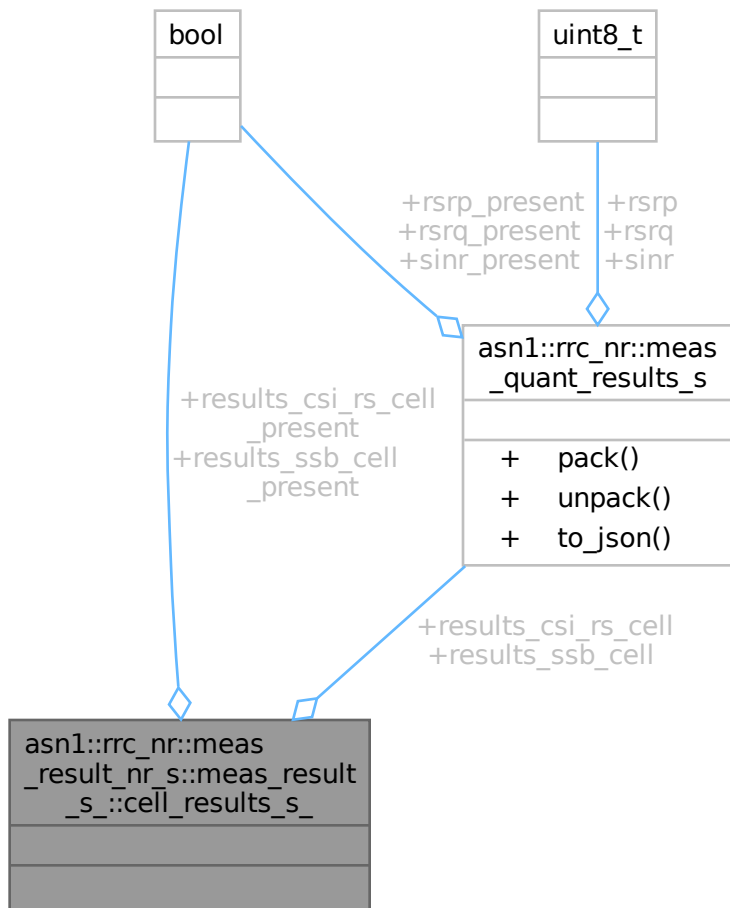 bool
uint8_t
+rsrp_present
+rsrq_present
+sinr_present
+rsrp
+rsrq
+sinr
asn1::rrc_nr::meas
_quant_results_s
+ pack()
+ unpack()
+ to_json()
+results_csi_rs_cell
_present
+results_ssb_cell
_present
+results_csi_rs_cell
+results_ssb_cell
asn1::rrc_nr::meas
_result_nr_s::meas_result
_s_::cell_results_s_